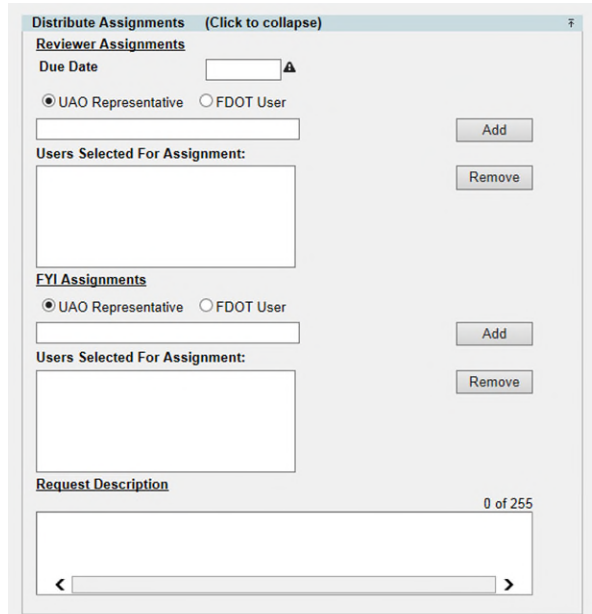 Distribute Assignments (Click to collapse)
Reviewer Assignments
Due Date
UAO Representative FDOT User
Add
Users Selected For Assignment:
Remove
FYI Assignments
UAO Representative FDOT User
Add
Users Selected For Assignment:
Remove
Request Description
0 of 255